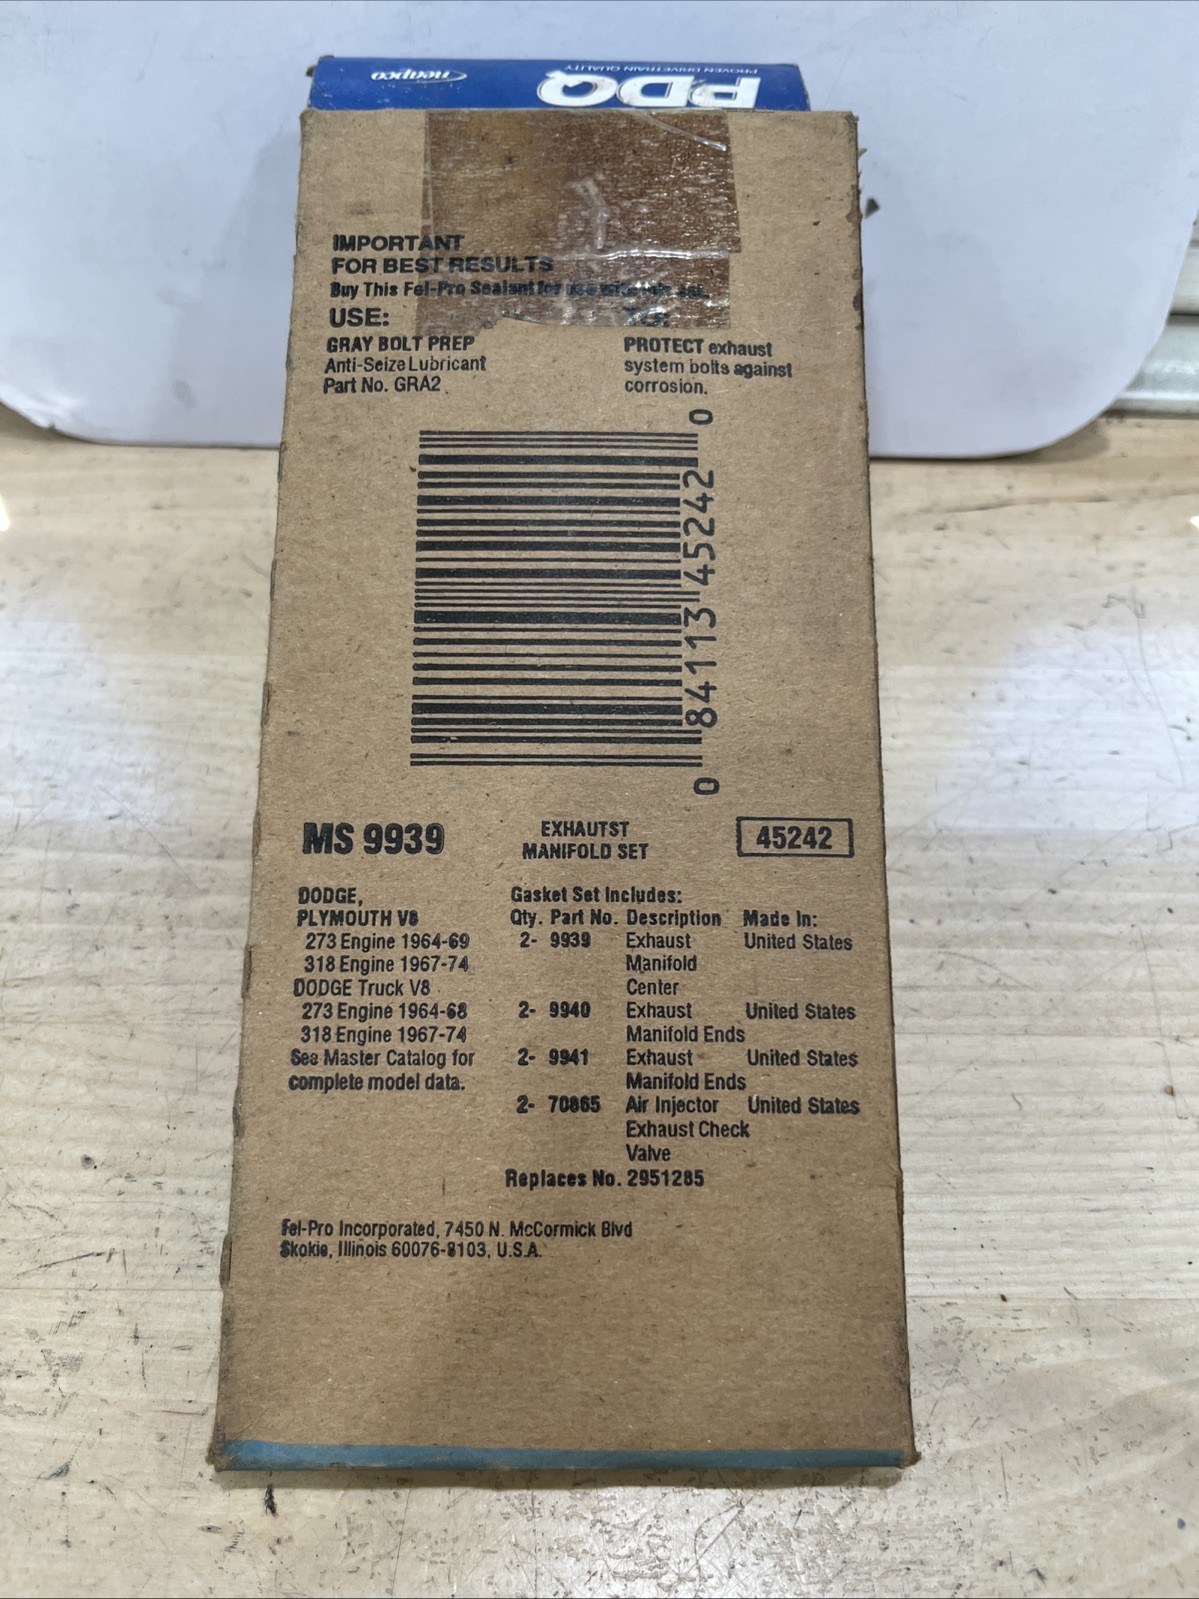 neapco
PDQ
PROVEN DRIVETRAIN QUALITY
IMPORTANT
FOR BEST RESULTS
Buy This Fel-Pro Sealant for use with this set.
USE:
TO:
GRAY BOLT PREP
Anti-Seize Lubricant
Part No. GRA2
PROTECT exhaust
system bolts against
corrosion.
0 84113 45242 0
MS 9939
EXHAUTST
MANIFOLD SET
45242
DODGE,
PLYMOUTH V8
273 Engine 1964-69
318 Engine 1967-74
DODGE Truck V8
273 Engine 1964-68
318 Engine 1967-74
See Master Catalog for
complete model data.
Gasket Set Includes:
Qty. Part No. Description Made In:
2- 9939 Exhaust United States
Manifold
Center
2- 9940 Exhaust United States
Manifold Ends
2- 9941 Exhaust United States
Manifold Ends
2- 70865 Air Injector United States
Exhaust Check
Valve
Replaces No. 2951285
Fel-Pro Incorporated, 7450 N. McCormick Blvd
Skokie, Illinois 60076-8103, U.S.A.